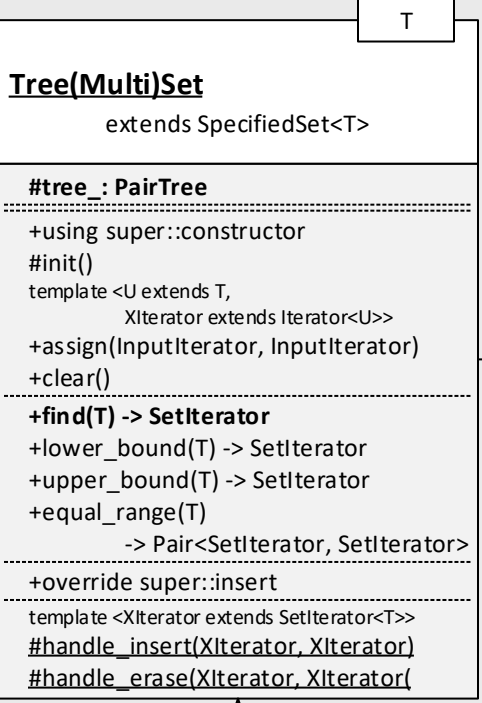 T
Tree(Multi)Set
extends SpecifiedSet<T>
#tree_: PairTree
+using super::constructor
#init()
template <U extends T,
XIterator extends Iterator<U>>
+assign(InputIterator, InputIterator)
+clear()
+find(T) -> SetIterator
+lower_bound(T) -> SetIterator
+upper_bound(T) -> SetIterator
+equal_range(T)
-> Pair<SetIterator, SetIterator>
+override super::insert
template <XIterator extends SetIterator<T>>
#handle_insert(XIterator, XIterator)
#handle_erase(XIterator, XIterator(